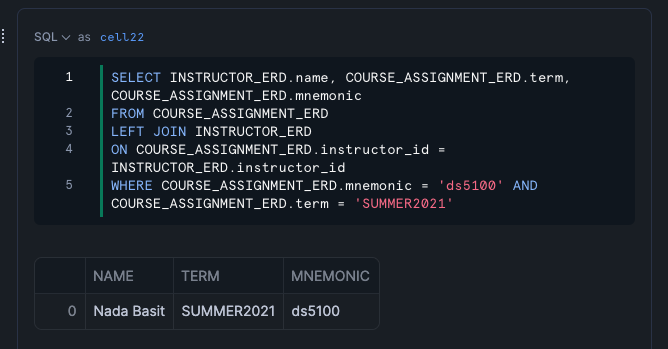 SQL as cell22
1 SELECT INSTRUCTOR_ERD.name, COURSE_ASSIGNMENT_ERD.term,
COURSE_ASSIGNMENT_ERD.mnemonic
2 FROM COURSE_ASSIGNMENT_ERD
3 LEFT JOIN INSTRUCTOR_ERD
4 ON COURSE_ASSIGNMENT_ERD.instructor_id =
INSTRUCTOR_ERD.instructor_id
5 WHERE COURSE_ASSIGNMENT_ERD.mnemonic = 'ds5100' AND
COURSE_ASSIGNMENT_ERD.term = 'SUMMER2021'
NAME TERM MNEMONIC
0 Nada Basit SUMMER2021 ds5100